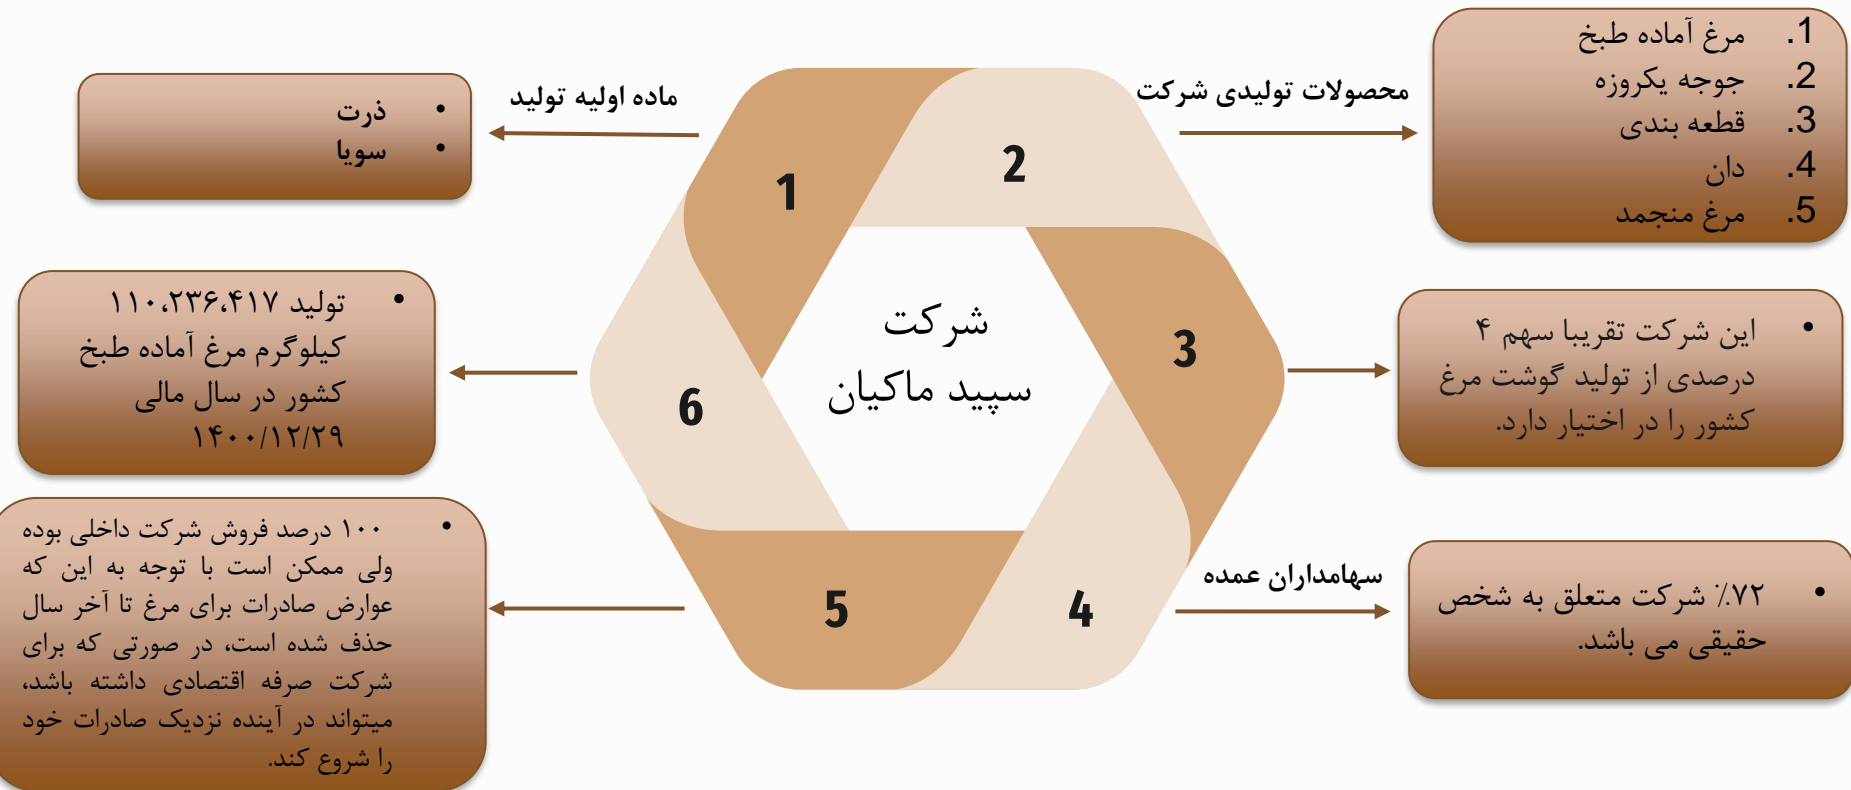 شرکت
سپید ماکیان
1
ماده اولیه تولید
• ذرت
• سویا
2
محصولات تولیدی شرکت
1. مرغ آماده طبخ
2. جوجه یکروزه
3. قطعه بندی
4. دان
5. مرغ منجمد
3
• این شرکت تقریبا سهم ۴
درصدی از تولید گوشت مرغ
کشور را در اختیار دارد.
4
سهامداران عمده
• ۷۲٪ شرکت متعلق به شخص
حقیقی می باشد.
5
• ۱۰۰ درصد فروش شرکت داخلی بوده
ولی ممکن است با توجه به این که
عوارض صادرات برای مرغ تا آخر سال
حذف شده است، در صورتی که برای
شرکت صرفه اقتصادی داشته باشد،
میتواند در آینده نزدیک صادرات خود
را شروع کند.
6
• تولید ۱۱۰،۲۳۶،۴۱۷
کیلوگرم مرغ آماده طبخ
کشور در سال مالی
۱۴۰۰/۱۲/۲۹